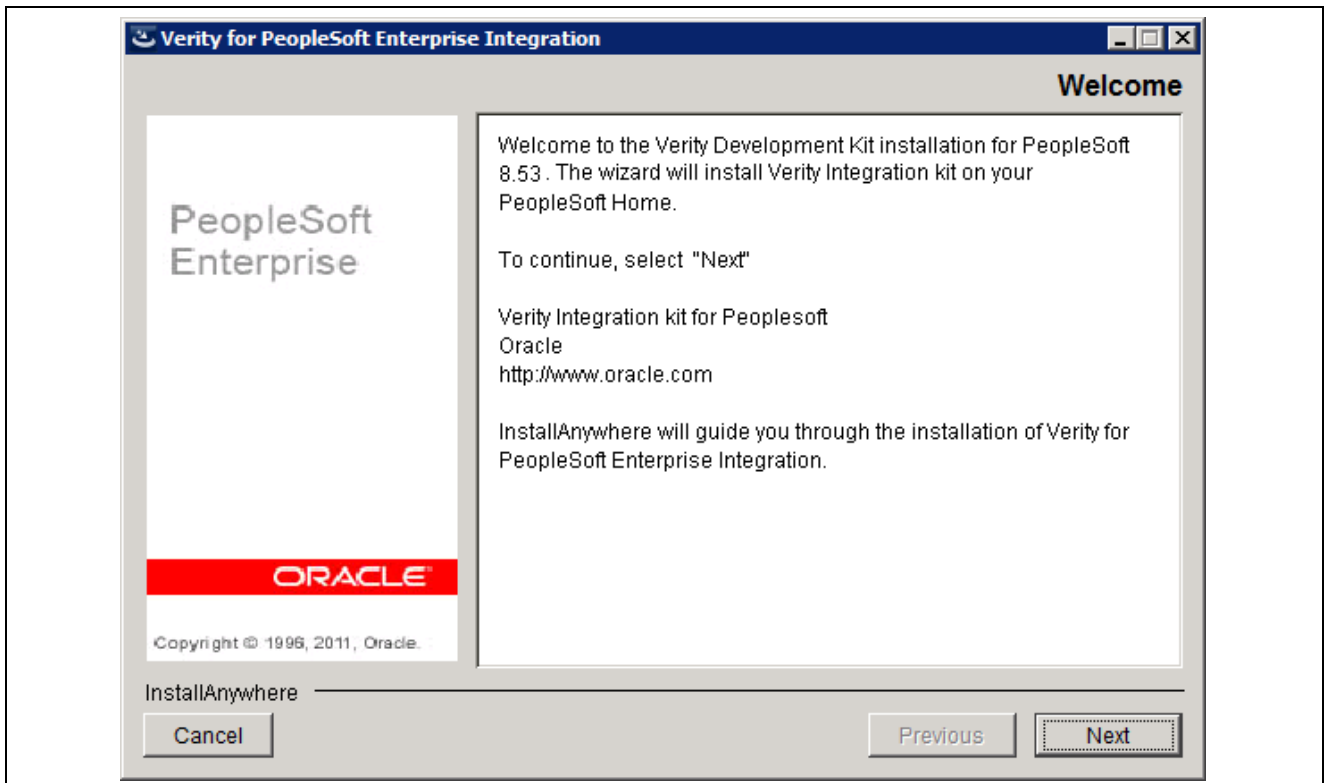 Verity for PeopleSoft Enterprise Integration
Welcome
PeopleSoft
Enterprise
ORACLE
Copyright © 1996, 2011, Oracle.
Welcome to the Verity Development Kit installation for PeopleSoft
8.53. The wizard will install Verity Integration kit on your
PeopleSoft Home.
To continue, select "Next"
Verity Integration kit for Peoplesoft
Oracle
http://www.oracle.com
InstallAnywhere will guide you through the installation of Verity for
PeopleSoft Enterprise Integration.
InstallAnywhere
Cancel
Previous
Next